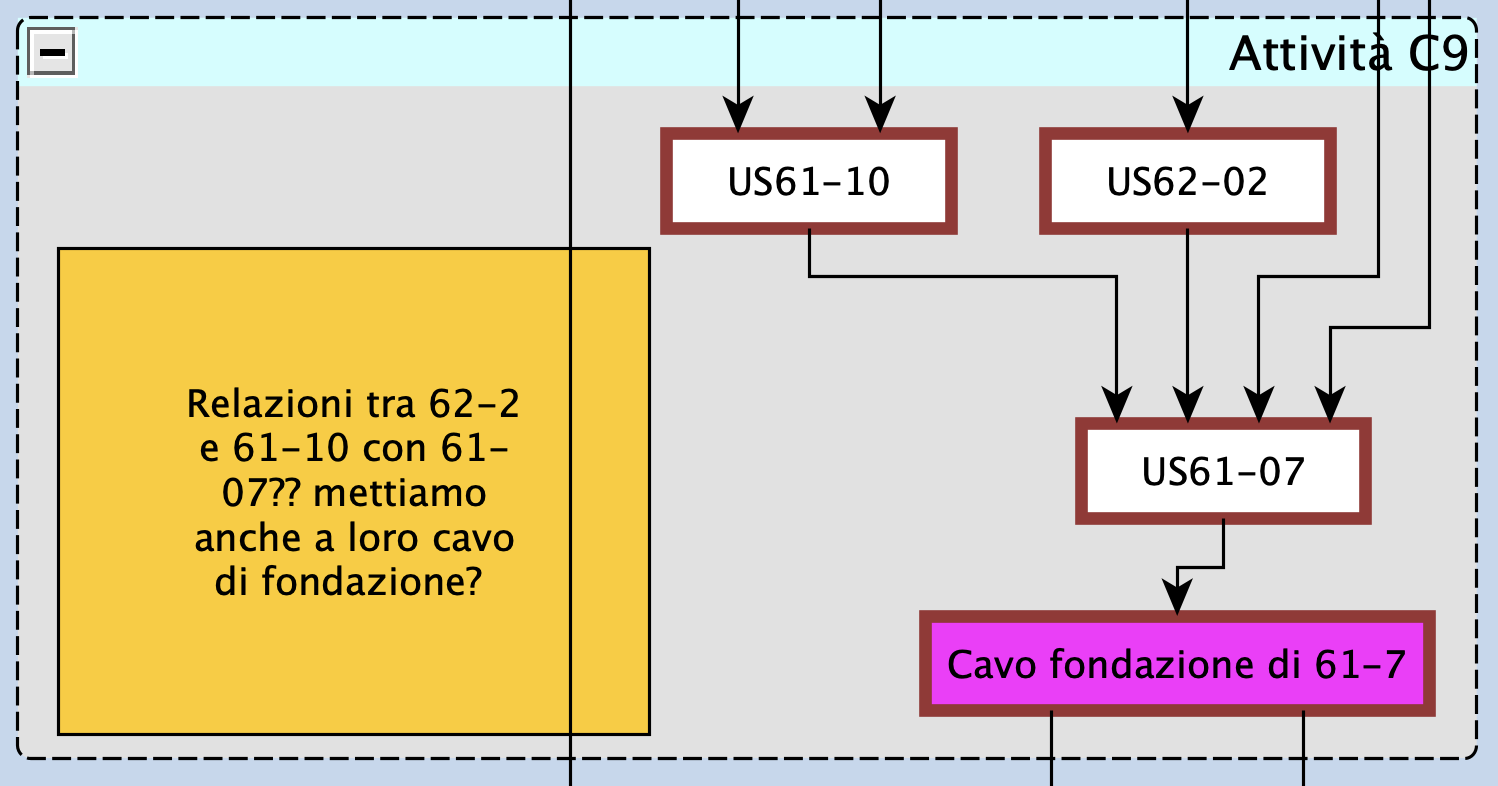 Attività C9
US61-10
US62-02
Relazioni tra 62-2
e 61-10 con 61-
07?? mettiamo
anche a loro cavo
di fondazione?
US61-07
Cavo fondazione di 61-7